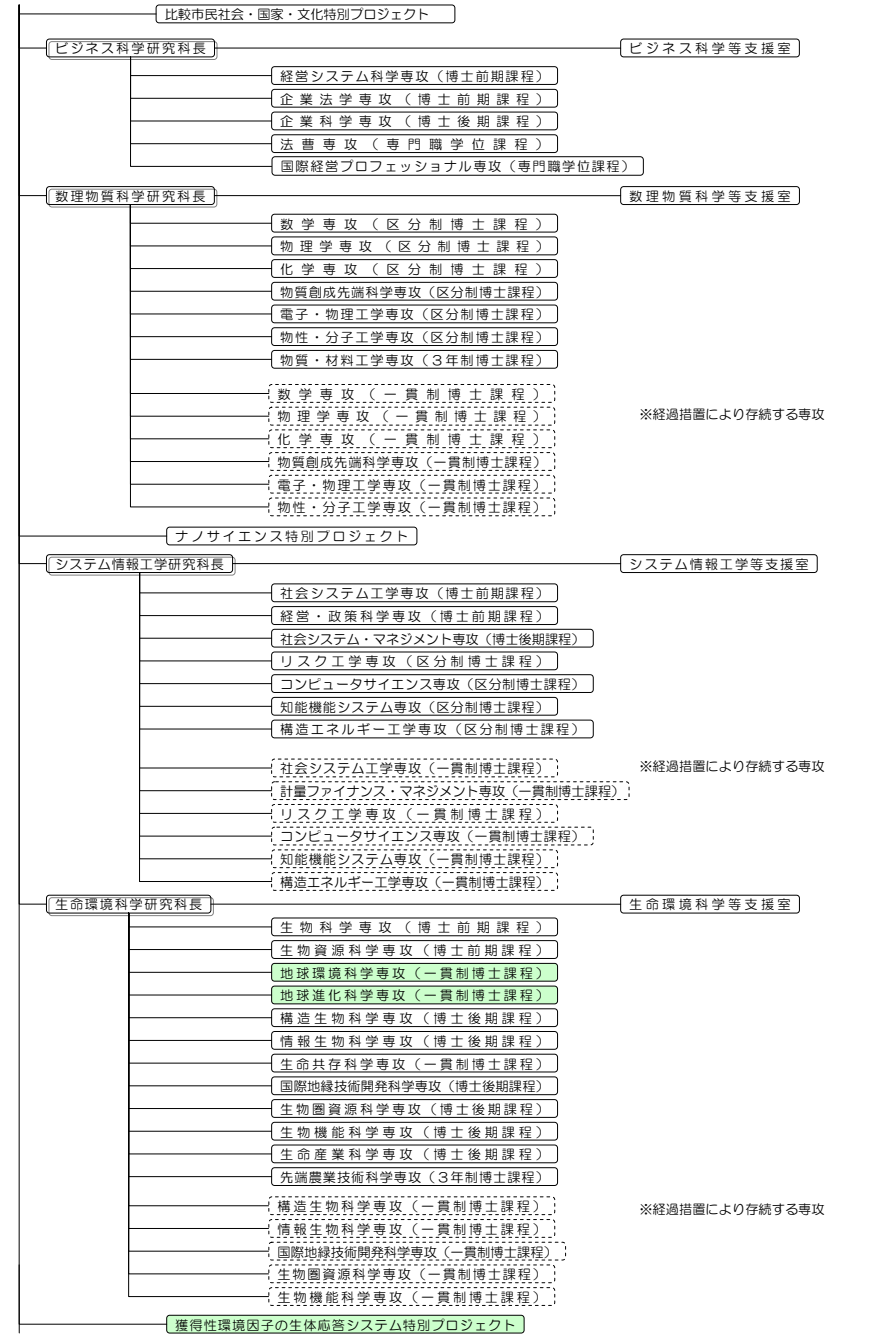 比較市民社会・国家・文化特別プロジェクト
ビジネス科学研究科長
ビジネス科学等支援室
経営システム科学専攻（博士前期課程）
企業法学専攻（博士前期課程）
企業科学専攻（博士後期課程）
法曹専攻（専門職学位課程）
国際経営プロフェッショナル専攻（専門職学位課程）
数理物質科学研究科長
数理物質科学等支援室
数学専攻（区分制博士課程）
物理学専攻（区分制博士課程）
化学専攻（区分制博士課程）
物質創成先端科学専攻（区分制博士課程）
電子・物理工学専攻（区分制博士課程）
物性・分子工学専攻（区分制博士課程）
物質・材料工学専攻（３年制博士課程）
数学専攻（一貫制博士課程）
物理学専攻（一貫制博士課程）
※経過措置により存続する専攻
化学専攻（一貫制博士課程）
物質創成先端科学専攻（一貫制博士課程）
電子・物理工学専攻（一貫制博士課程）
物性・分子工学専攻（一貫制博士課程）
ナノサイエンス特別プロジェクト
システム情報工学研究科長
システム情報工学等支援室
社会システム工学専攻（博士前期課程）
経営・政策科学専攻（博士前期課程）
社会システム・マネジメント専攻（博士後期課程）
リスク工学専攻（区分制博士課程）
コンピュータサイエンス専攻（区分制博士課程）
知能機能システム専攻（区分制博士課程）
構造エネルギー工学専攻（区分制博士課程）
社会システム工学専攻（一貫制博士課程）
※経過措置により存続する専攻
計量ファイナンス・マネジメント専攻（一貫制博士課程）
リスク工学専攻（一貫制博士課程）
コンピュータサイエンス専攻（一貫制博士課程）
知能機能システム専攻（一貫制博士課程）
構造エネルギー工学専攻（一貫制博士課程）
生命環境科学研究科長
生命環境科学等支援室
生物科学専攻（博士前期課程）
生物資源科学専攻（博士前期課程）
地球環境科学専攻（一貫制博士課程）
地球進化科学専攻（一貫制博士課程）
構造生物科学専攻（博士後期課程）
情報生物科学専攻（博士後期課程）
生命共存科学専攻（一貫制博士課程）
国際地縁技術開発科学専攻（博士後期課程）
生物圏資源科学専攻（博士後期課程）
生物機能科学専攻（博士後期課程）
生命産業科学専攻（博士後期課程）
先端農業技術科学専攻（３年制博士課程）
構造生物科学専攻（一貫制博士課程）
※経過措置により存続する専攻
情報生物科学専攻（一貫制博士課程）
国際地縁技術開発科学専攻（一貫制博士課程）
生物圏資源科学専攻（一貫制博士課程）
生物機能科学専攻（一貫制博士課程）
獲得性環境因子の生体応答システム特別プロジェクト